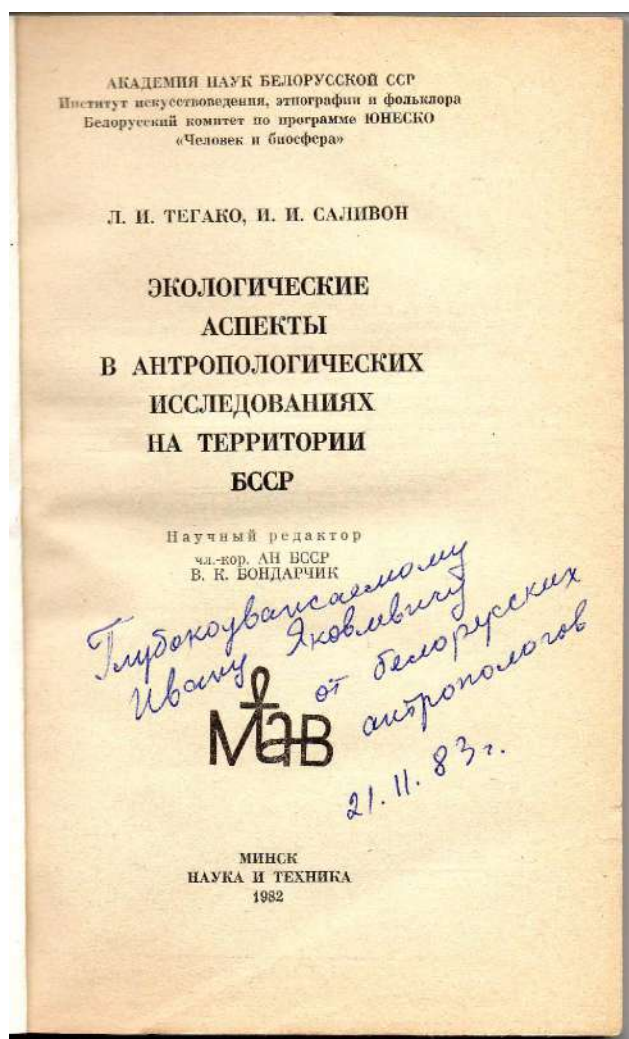 АКАДЕМИЯ НАУК БЕЛОРУССКОЙ ССР
Институт искусствоведения, этнографии и фольклора
Белорусский комитет по программе ЮНЕСКО
«Человек и биосфера»
Л. И. ТЕГАКО, И. И. САЛИВОН
ЭКОЛОГИЧЕСКИЕ
АСПЕКТЫ
В АНТРОПОЛОГИЧЕСКИХ
ИССЛЕДОВАНИЯХ
НА ТЕРРИТОРИИ
БССР
Научный редактор
чл.-кор. АН БССР
В. К. БОНДАРЧИК
Глубокоуважаемому
Ивану Яковлевичу
от белорусских
антропологов
21.11.83 г.
МаВ
МИНСК
НАУКА И ТЕХНИКА
1982